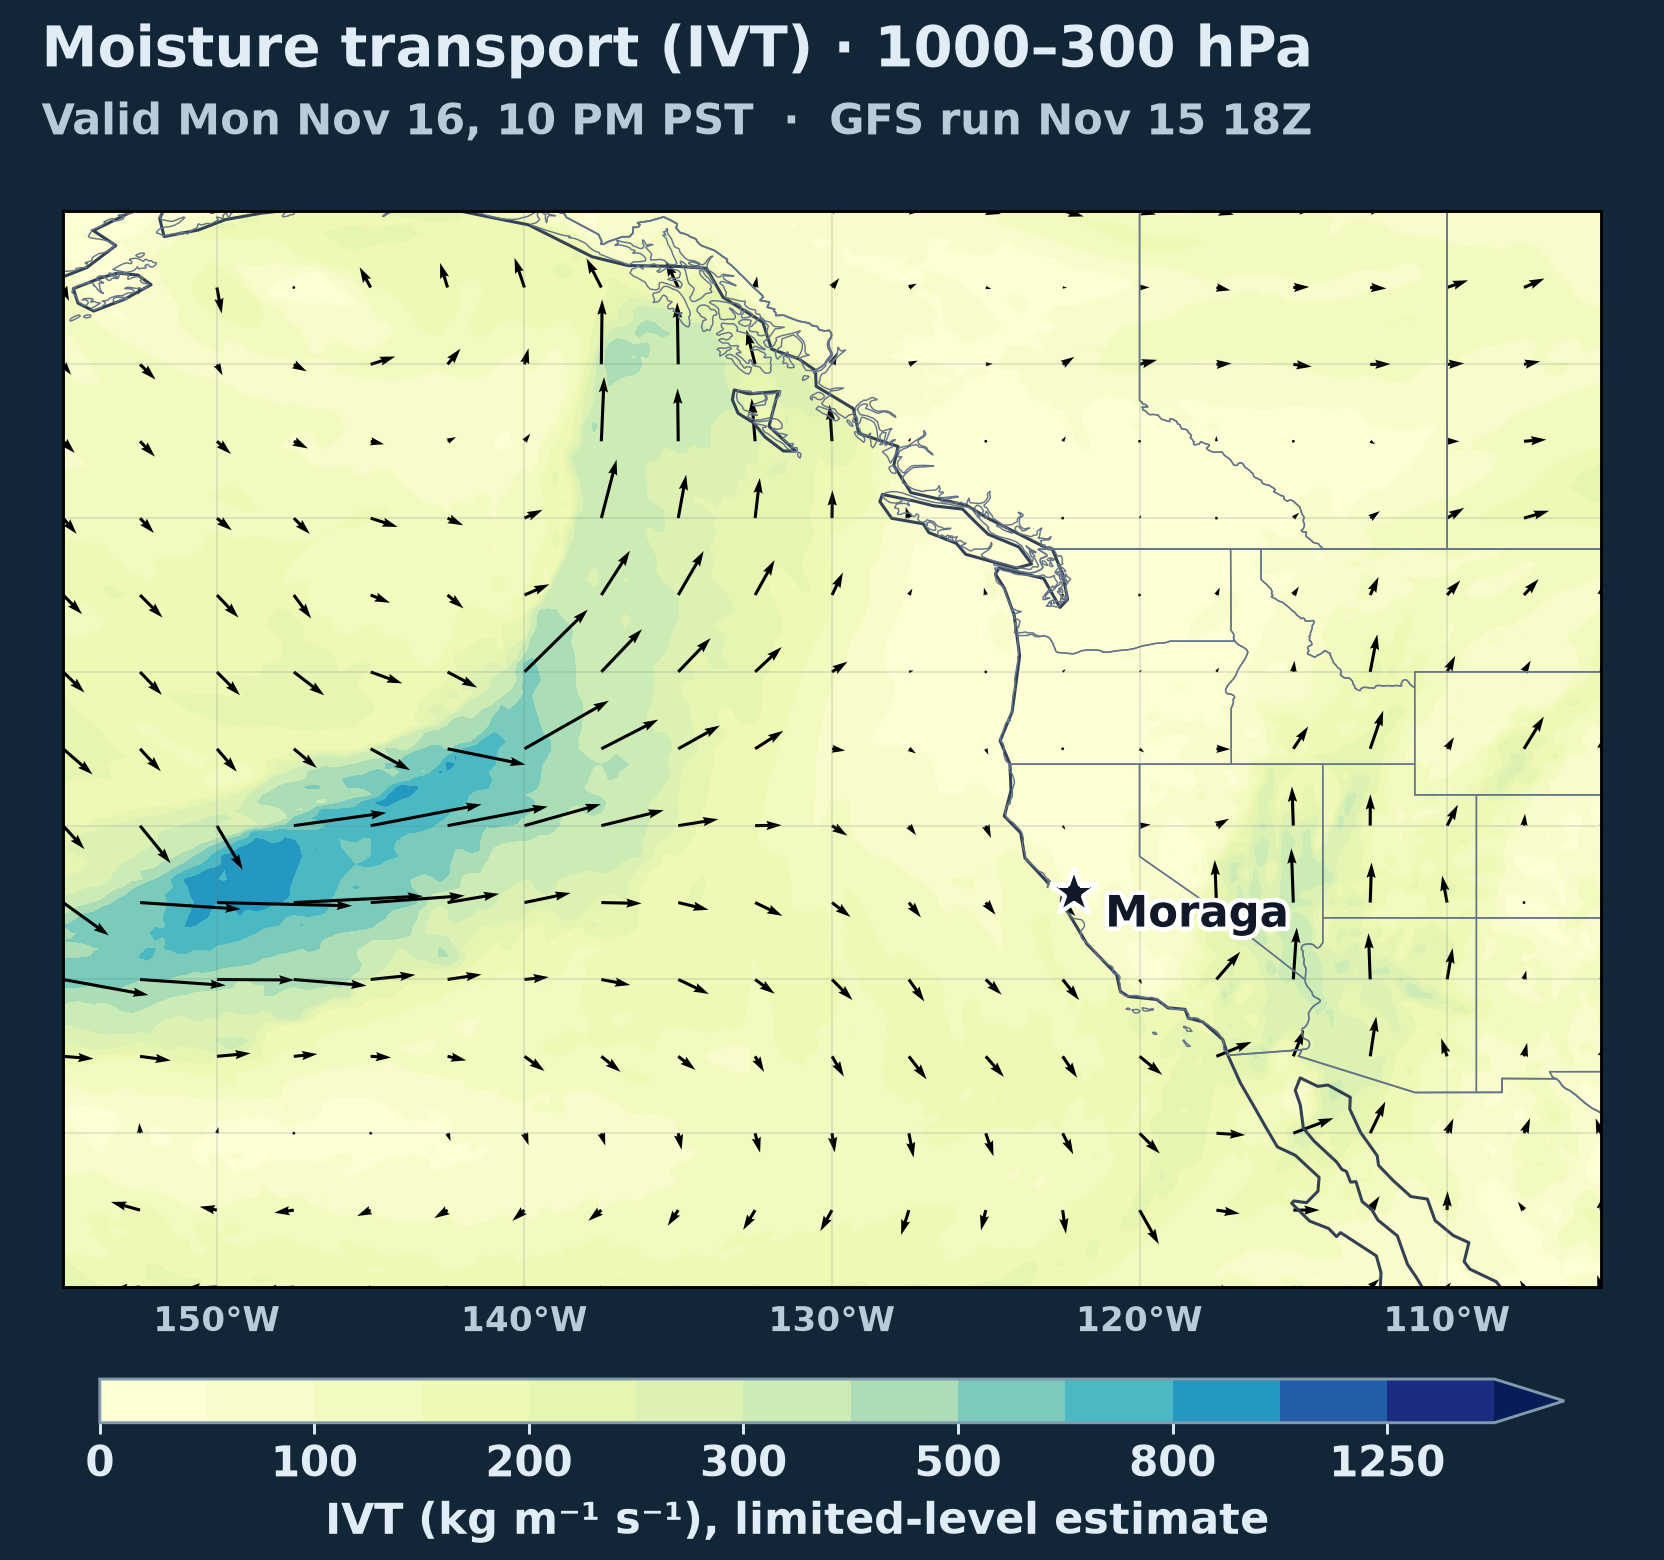 Moisture transport (IVT) · 1000–300 hPa
Valid Mon Nov 16, 10 PM PST · GFS run Nov 15 18Z
Moraga
150°W 140°W 130°W 120°W 110°W
0 100 200 300 500 800 1250
IVT (kg m⁻¹ s⁻¹), limited-level estimate